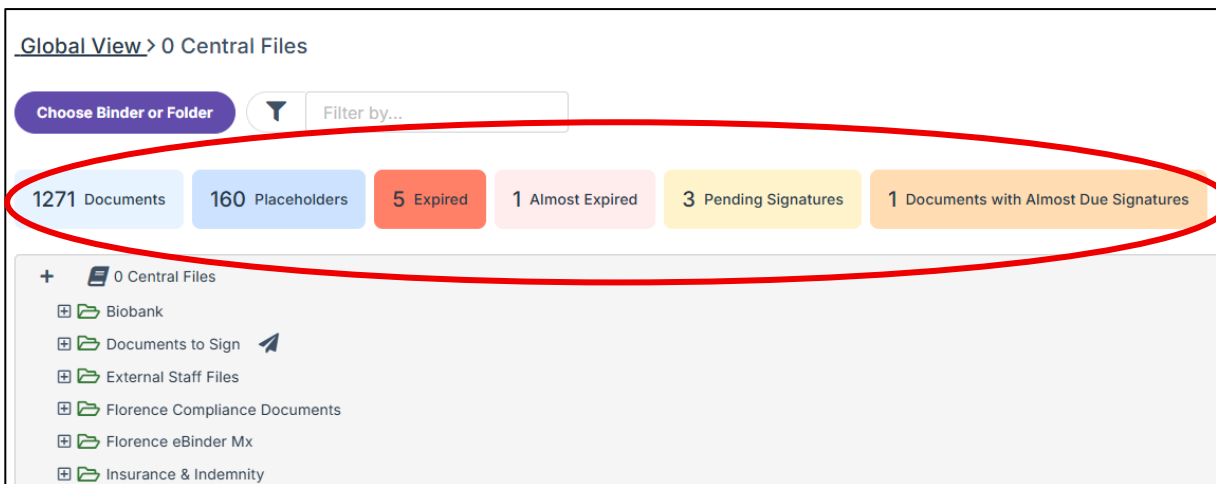 Global View > 0 Central Files
Choose Binder or Folder Filter by...
1271 Documents 160 Placeholders 5 Expired 1 Almost Expired 3 Pending Signatures 1 Documents with Almost Due Signatures
0 Central Files
Biobank
Documents to Sign
External Staff Files
Florence Compliance Documents
Florence eBinder Mx
Insurance & Indemnity